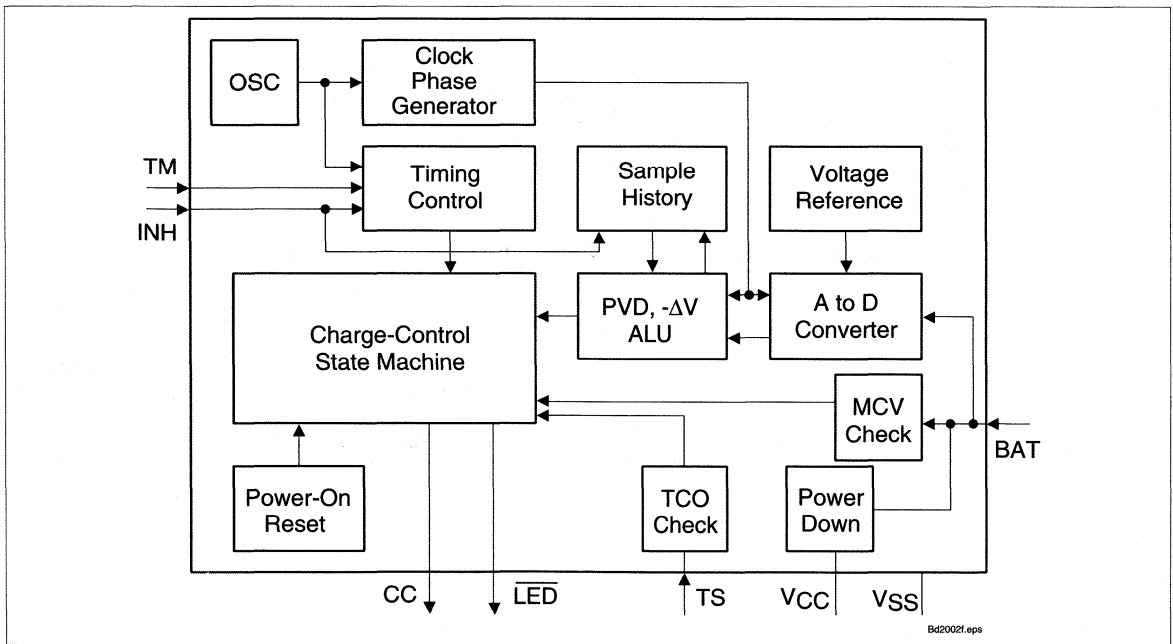 OSC
Clock
Phase
Generator
TM
INH
Timing
Control
Sample
History
Voltage
Reference
Charge-Control
State Machine
PVD, -ΔV
ALU
A to D
Converter
MCV
Check
BAT
Power-On
Reset
TCO
Check
Power
Down
CC
LED
TS
VCC
VSS
Bd2002f.eps